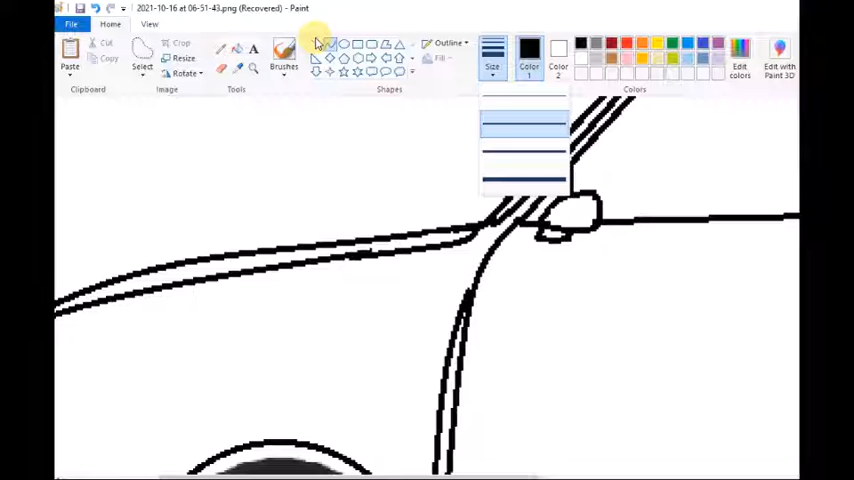 2021-10-16 at 06-51-43.png (Recovered) - Paint
File Home View
Paste Cut Copy Select Crop Resize Rotate A Brushes Outline Fill Size Color 1 Color 2 Edit colors Edit with Paint 3D
Clipboard Image Tools Shapes Colors